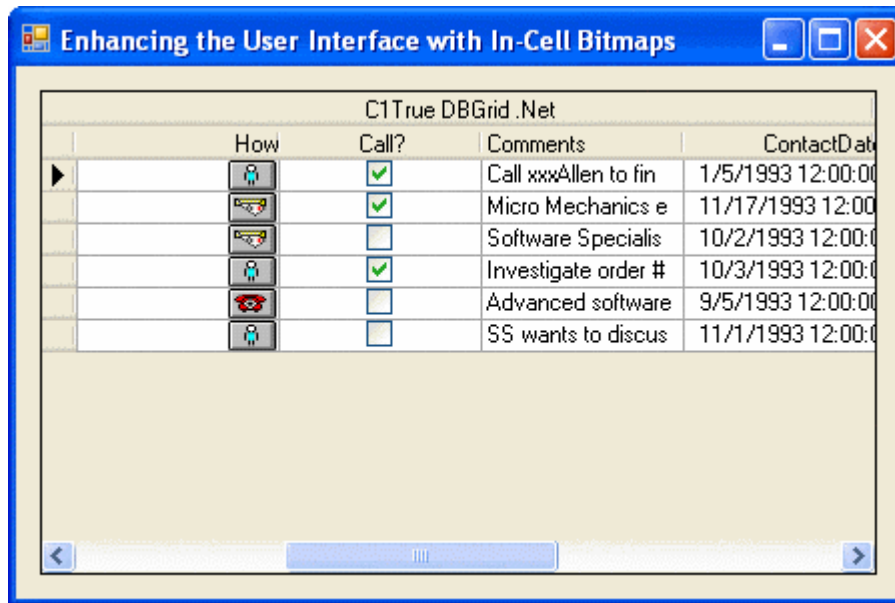 Enhancing the User Interface with In-Cell Bitmaps
C1True DBGrid .Net
How Call? Comments ContactDate
Call xxxAllen to fin 1/5/1993 12:00:00
Micro Mechanics e 11/17/1993 12:00
Software Specialis 10/2/1993 12:00:0
Investigate order # 10/3/1993 12:00:0
Advanced software 9/5/1993 12:00:00
SS wants to discus 11/1/1993 12:00:0